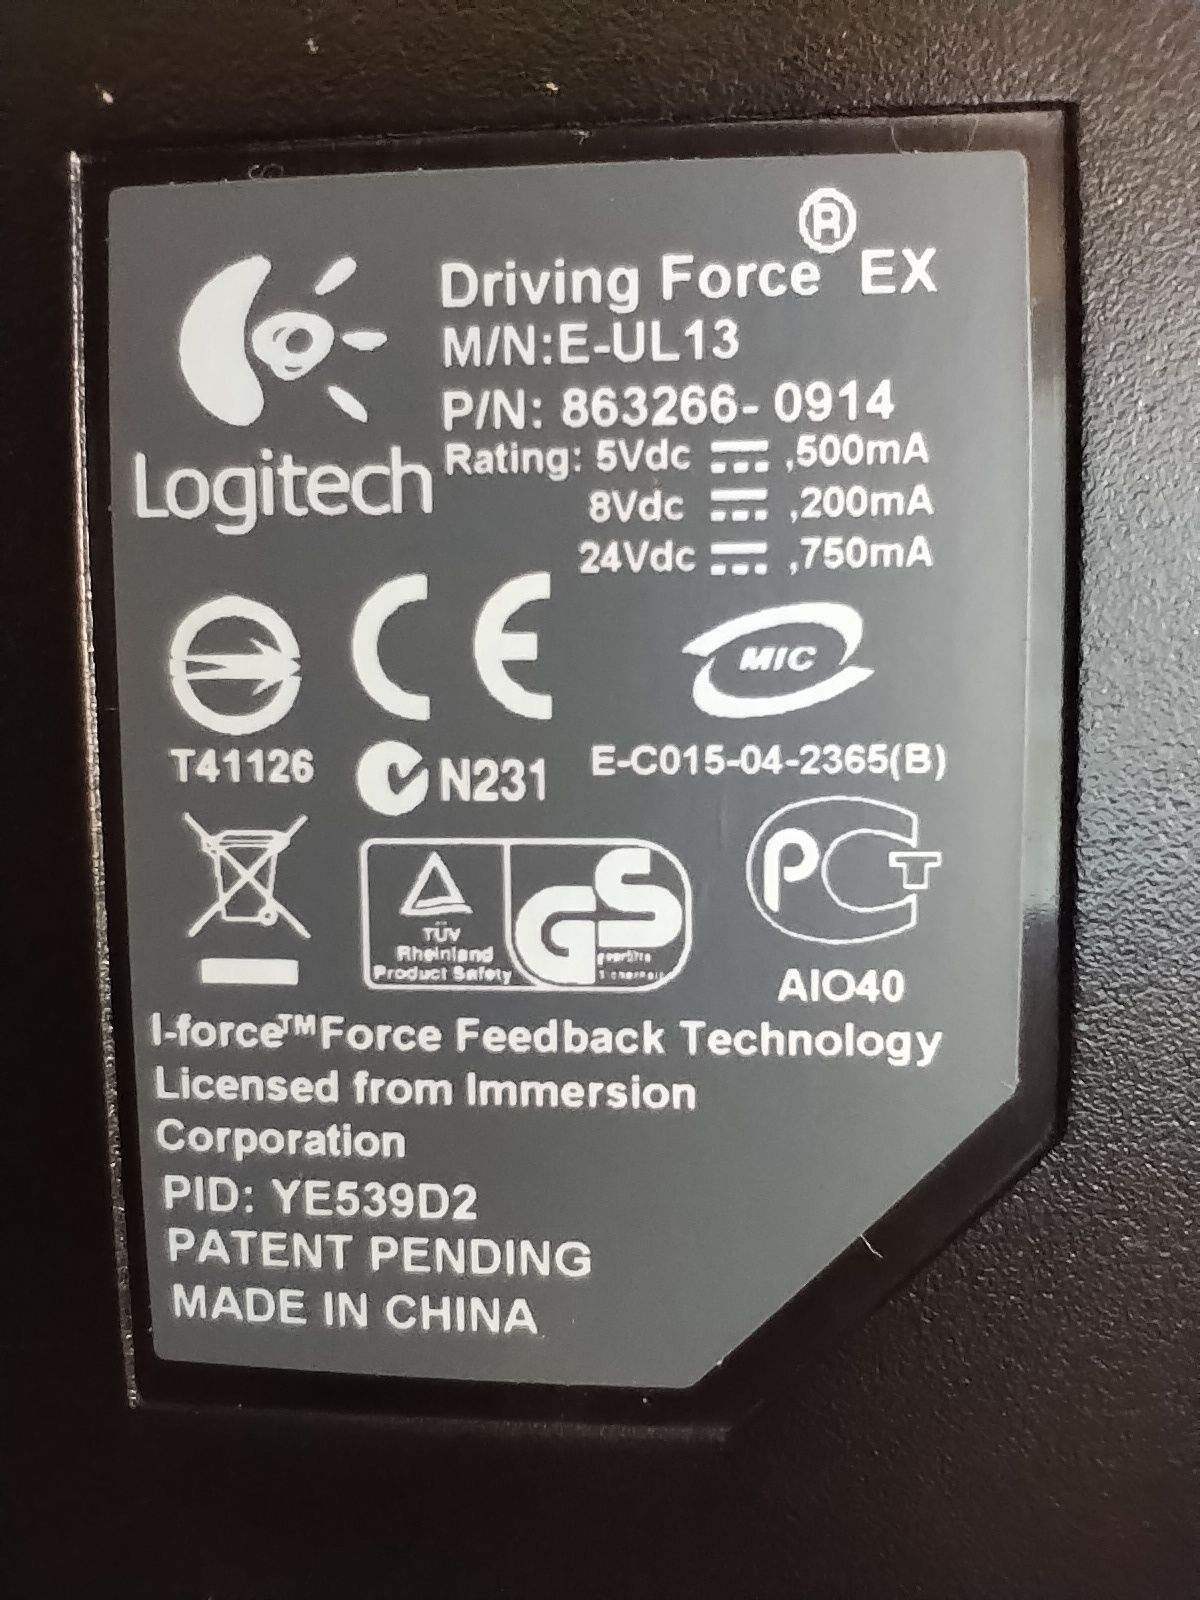 Driving Force® EX
M/N:E-UL13
P/N: 863266-0914
Logitech
Rating: 5Vdc ⎓ ,500mA
8Vdc ⎓ ,200mA
24Vdc ⎓ ,750mA
CE
MIC
T41126
N231
E-C015-04-2365(B)
TÜV
Rheinland
Product Safety
GS
PCT
AIO40
I-force™Force Feedback Technology
Licensed from Immersion
Corporation
PID: YE539D2
PATENT PENDING
MADE IN CHINA